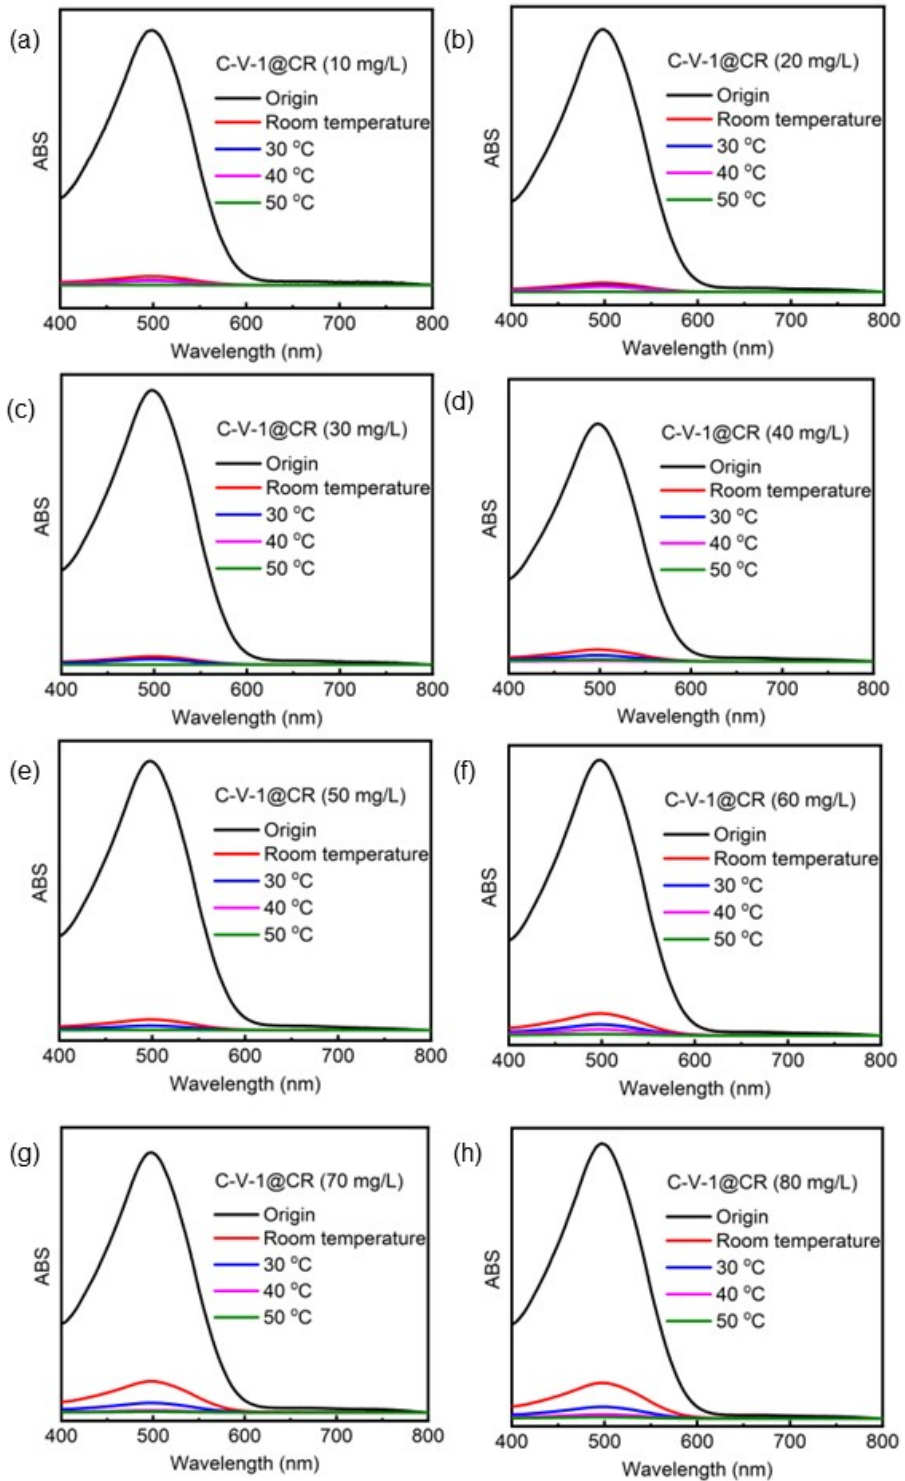 (a)
C-V-1@CR (10 mg/L)
Origin
Room temperature
30 °C
40 °C
50 °C
ABS
400 500 600 700 800
Wavelength (nm)
(b)
C-V-1@CR (20 mg/L)
Origin
Room temperature
30 °C
40 °C
50 °C
ABS
400 500 600 700 800
Wavelength (nm)
(c)
C-V-1@CR (30 mg/L)
Origin
Room temperature
30 °C
40 °C
50 °C
ABS
400 500 600 700 800
Wavelength (nm)
(d)
C-V-1@CR (40 mg/L)
Origin
Room temperature
30 °C
40 °C
50 °C
ABS
400 500 600 700 800
Wavelength (nm)
(e)
C-V-1@CR (50 mg/L)
Origin
Room temperature
30 °C
40 °C
50 °C
ABS
400 500 600 700 800
Wavelength (nm)
(f)
C-V-1@CR (60 mg/L)
Origin
Room temperature
30 °C
40 °C
50 °C
ABS
400 500 600 700 800
Wavelength (nm)
(g)
C-V-1@CR (70 mg/L)
Origin
Room temperature
30 °C
40 °C
50 °C
ABS
400 500 600 700 800
Wavelength (nm)
(h)
C-V-1@CR (80 mg/L)
Origin
Room temperature
30 °C
40 °C
50 °C
ABS
400 500 600 700 800
Wavelength (nm)